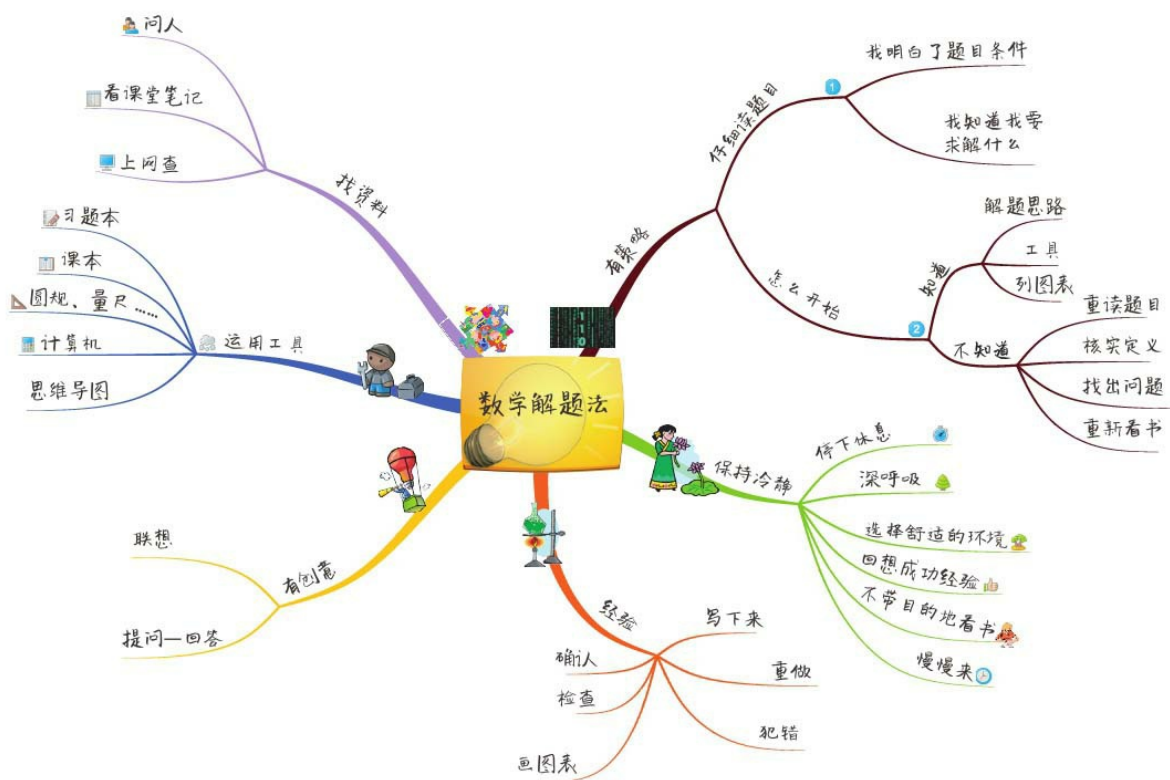 数学解题法
有策略
仔细读题目
1
我明白了题目条件
我知道我要
求解什么
怎么开始
2
知道
解题思路
工具
列图表
不知道
重读题目
核实定义
找出问题
重新看书
保持冷静
停下休息
深呼吸
选择舒适的环境
回想成功经验
不带目的地看书
慢慢来
经验
写下来
重做
犯错
确认
检查
画图表
有创意
联想
提问—回答
运用工具
习题本
课本
圆规、量尺……
计算机
思维导图
找资料
问人
看课堂笔记
上网查